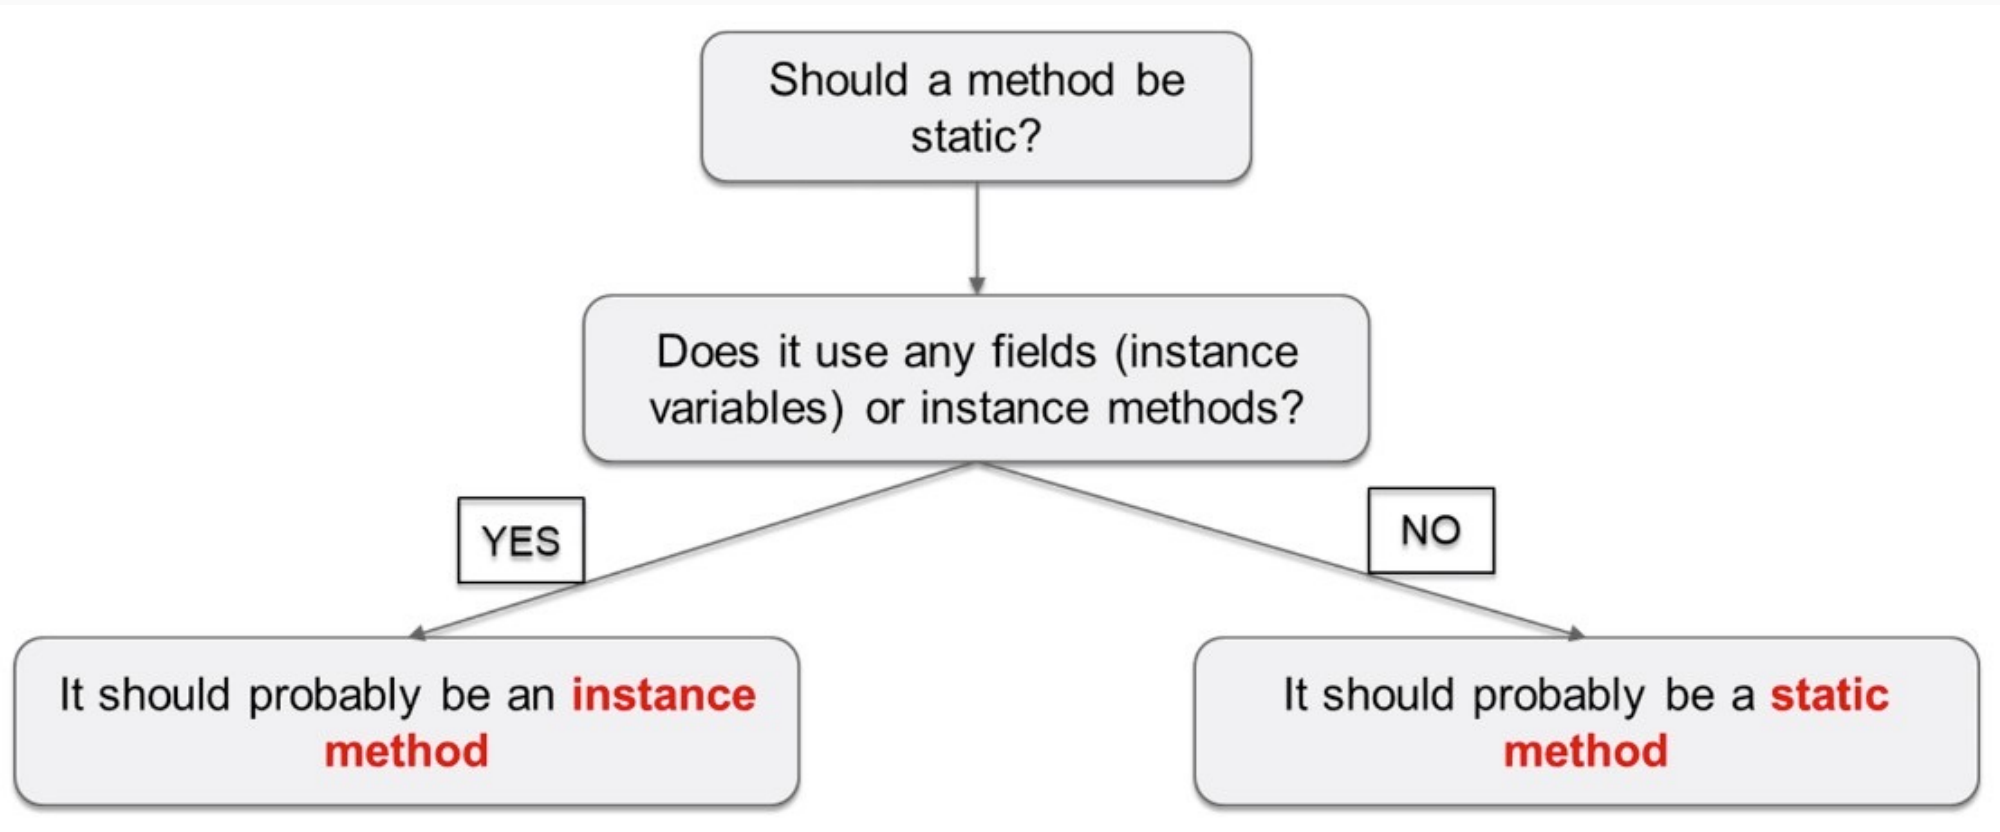 Should a method be
static?
Does it use any fields (instance
variables) or instance methods?
YES
NO
It should probably be an instance
method
It should probably be a static
method